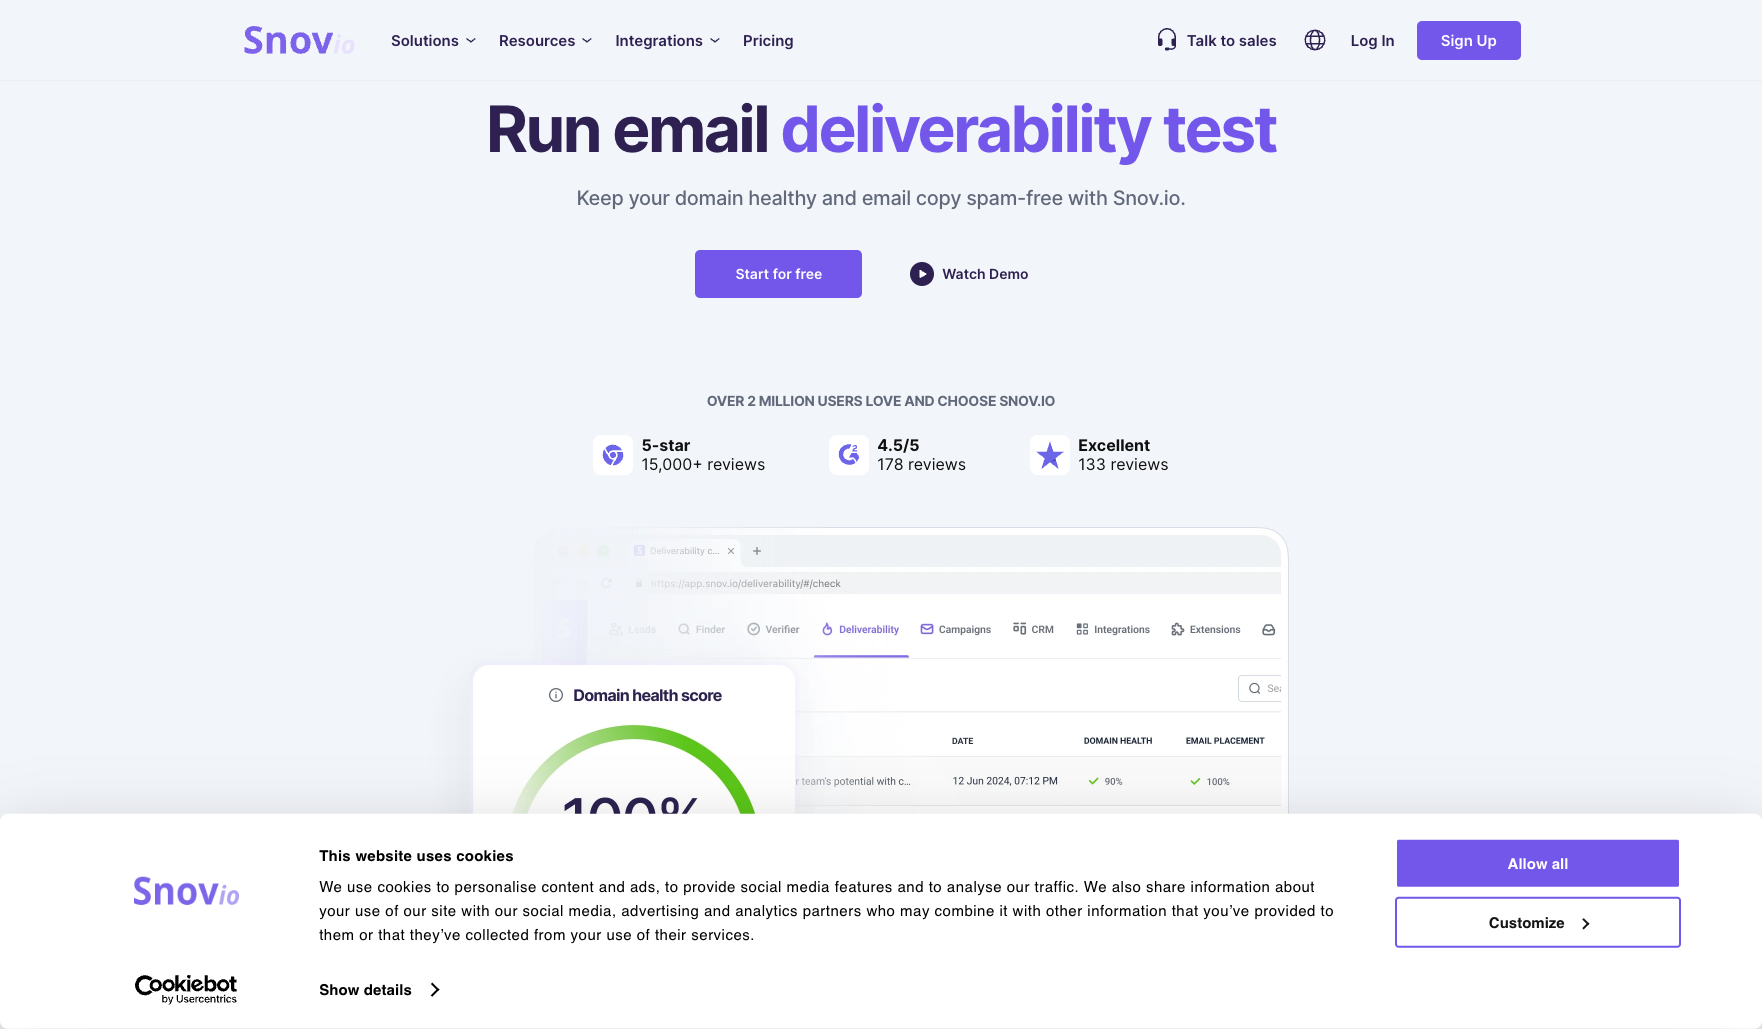 Snovio
Solutions
Resources
Integrations
Pricing
Talk to sales
Log In
Sign Up
Run email deliverability test
Keep your domain healthy and email copy spam-free with Snov.io.
Start for free
Watch Demo
OVER 2 MILLION USERS LOVE AND CHOOSE SNOV.IO
5-star
15,000+ reviews
4.5/5
178 reviews
Excellent
133 reviews
Deliverability c...
https://app.snov.io/deliverability/#/check
Leads
Finder
Verifier
Deliverability
Campaigns
CRM
Integrations
Extensions
Domain health score
100%
DATE
DOMAIN HEALTH
EMAIL PLACEMENT
team's potential with c...
12 Jun 2024, 07:12 PM
90%
100%
Snovio
This website uses cookies
We use cookies to personalise content and ads, to provide social media features and to analyse our traffic. We also share information about
your use of our site with our social media, advertising and analytics partners who may combine it with other information that you've provided to
them or that they've collected from your use of their services.
Allow all
Customize
Cookiebot
by Usercentrics
Show details